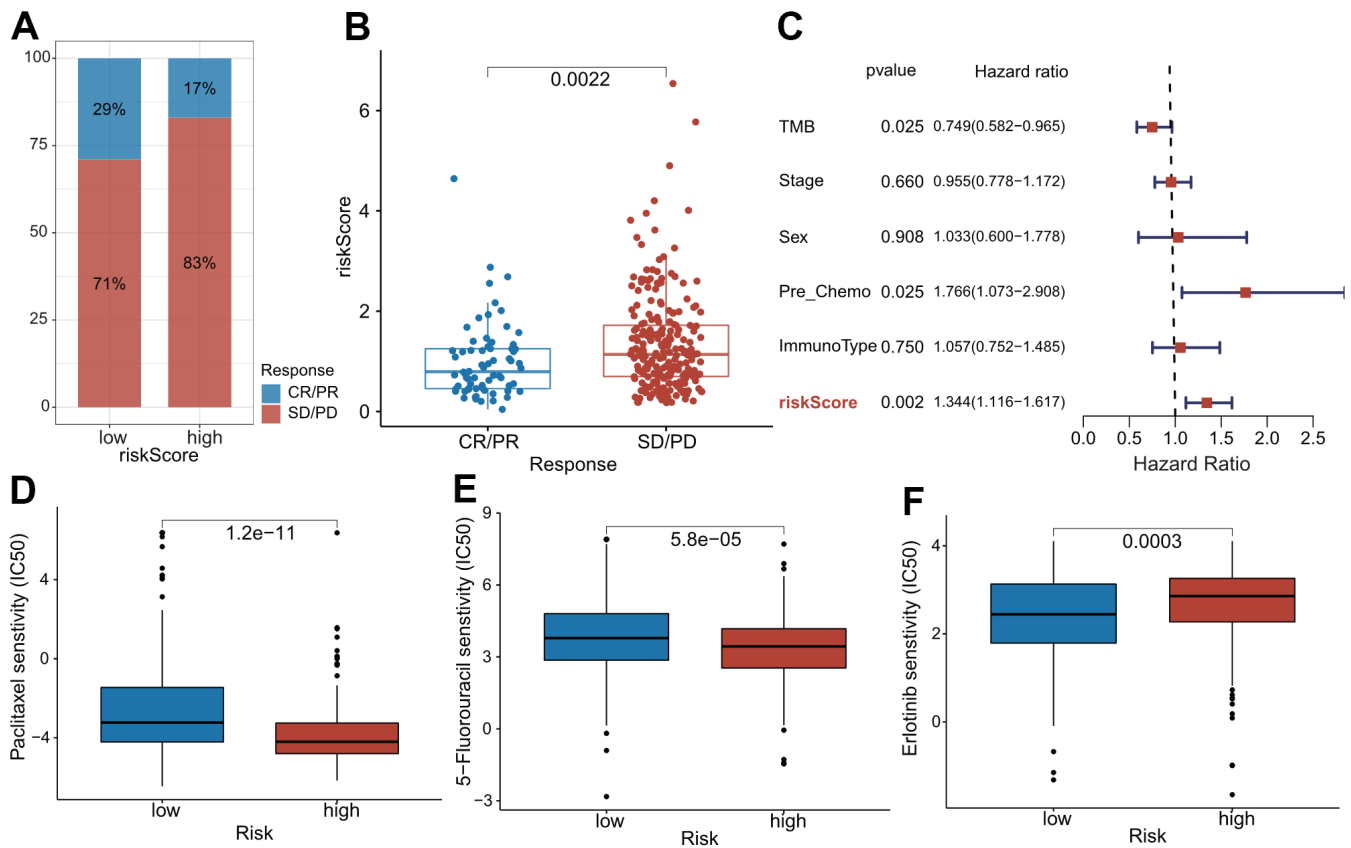 A
100
75
50
25
0
29%
17%
71%
83%
low
high
riskScore
Response
CR/PR
SD/PD
B
0.0022
6
4
2
0
riskScore
CR/PR
SD/PD
Response
C
pvalue
Hazard ratio
TMB 0.025 0.749(0.582−0.965)
Stage 0.660 0.955(0.778−1.172)
Sex 0.908 1.033(0.600−1.778)
Pre_Chemo 0.025 1.766(1.073−2.908)
ImmunoType 0.750 1.057(0.752−1.485)
riskScore 0.002 1.344(1.116−1.617)
0.0 0.5 1.0 1.5 2.0 2.5
Hazard Ratio
D
1.2e−11
4
0
−4
Paclitaxel senstivity (IC50)
low
high
Risk
E
5.8e−05
9
6
3
0
−3
5−Fluorouracil senstivity (IC50)
low
high
Risk
F
0.0003
4
2
0
Erlotinib senstivity (IC50)
low
high
Risk